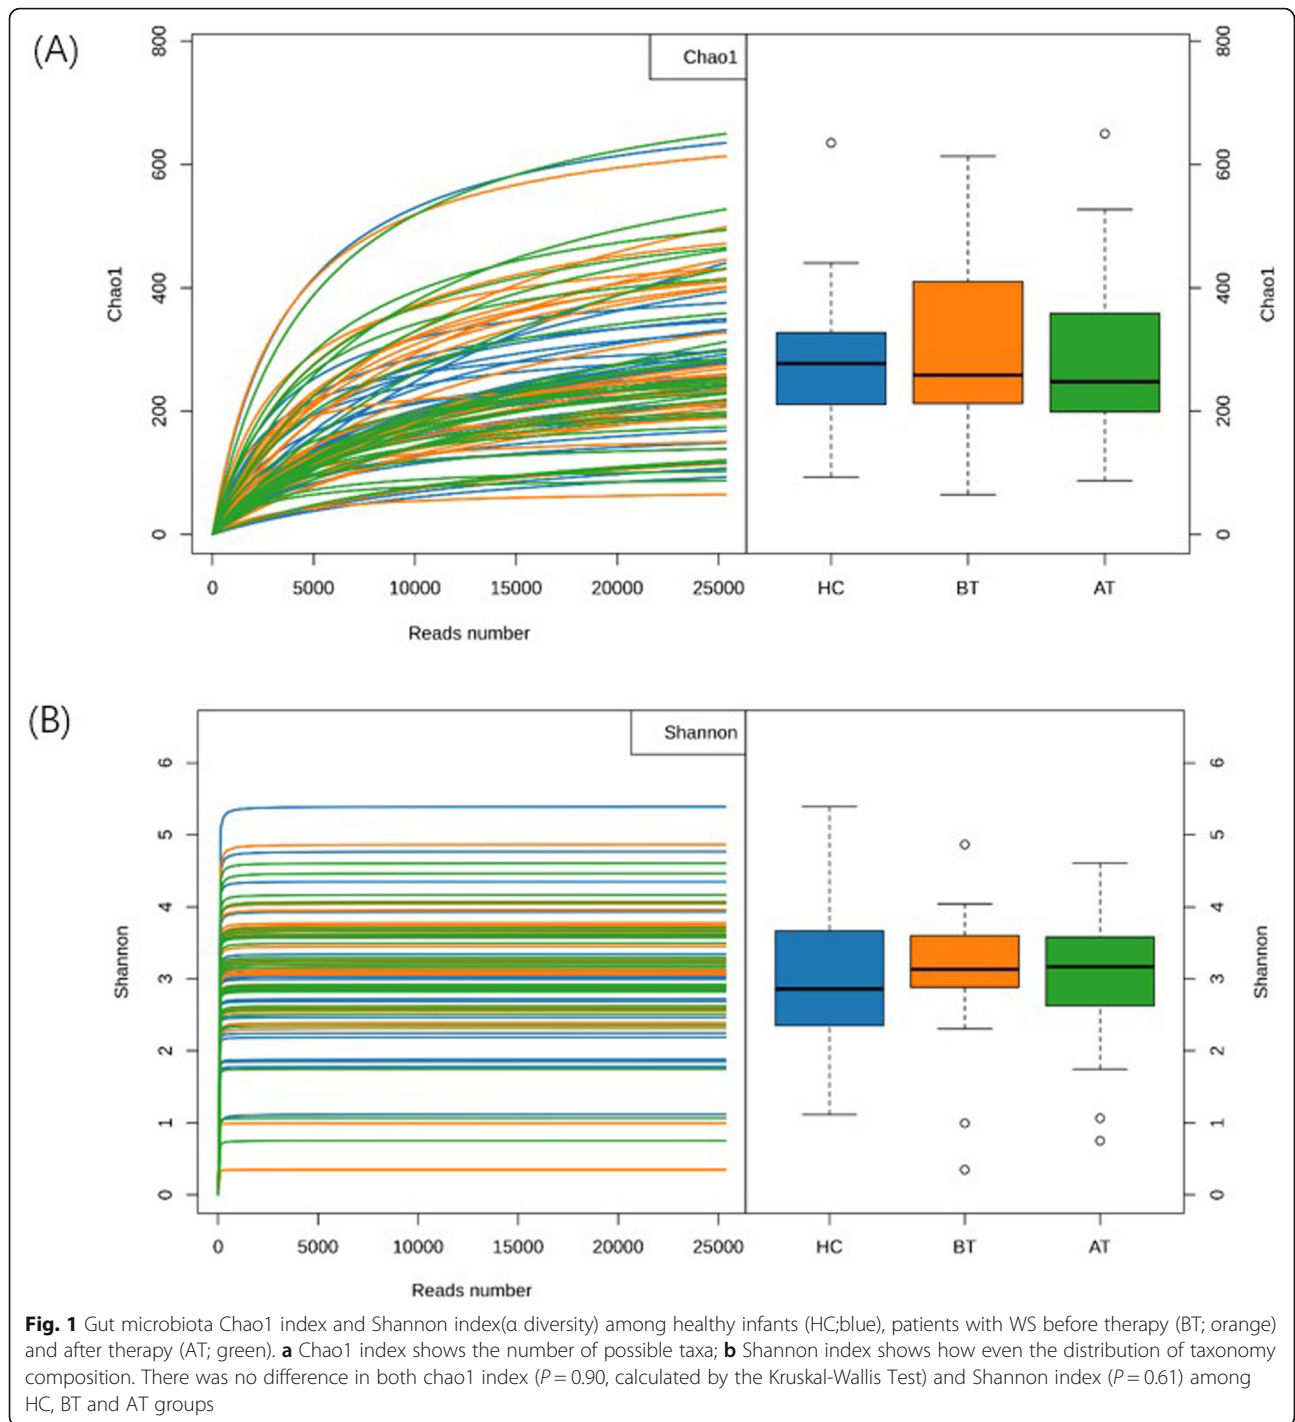 (A)
800
600
400
200
0
Chao1
Chao1
800
600
400
200
0
Chao1
0 5000 10000 15000 20000 25000 HC BT AT
Reads number
(B)
6
5
4
3
2
1
0
Shannon
Shannon
6
5
4
3
2
1
0
Shannon
0 5000 10000 15000 20000 25000 HC BT AT
Reads number
Fig. 1 Gut microbiota Chao1 index and Shannon index(α diversity) among healthy infants (HC;blue), patients with WS before therapy (BT; orange)
and after therapy (AT; green). a Chao1 index shows the number of possible taxa; b Shannon index shows how even the distribution of taxonomy
composition. There was no difference in both chao1 index (P = 0.90, calculated by the Kruskal-Wallis Test) and Shannon index (P = 0.61) among
HC, BT and AT groups